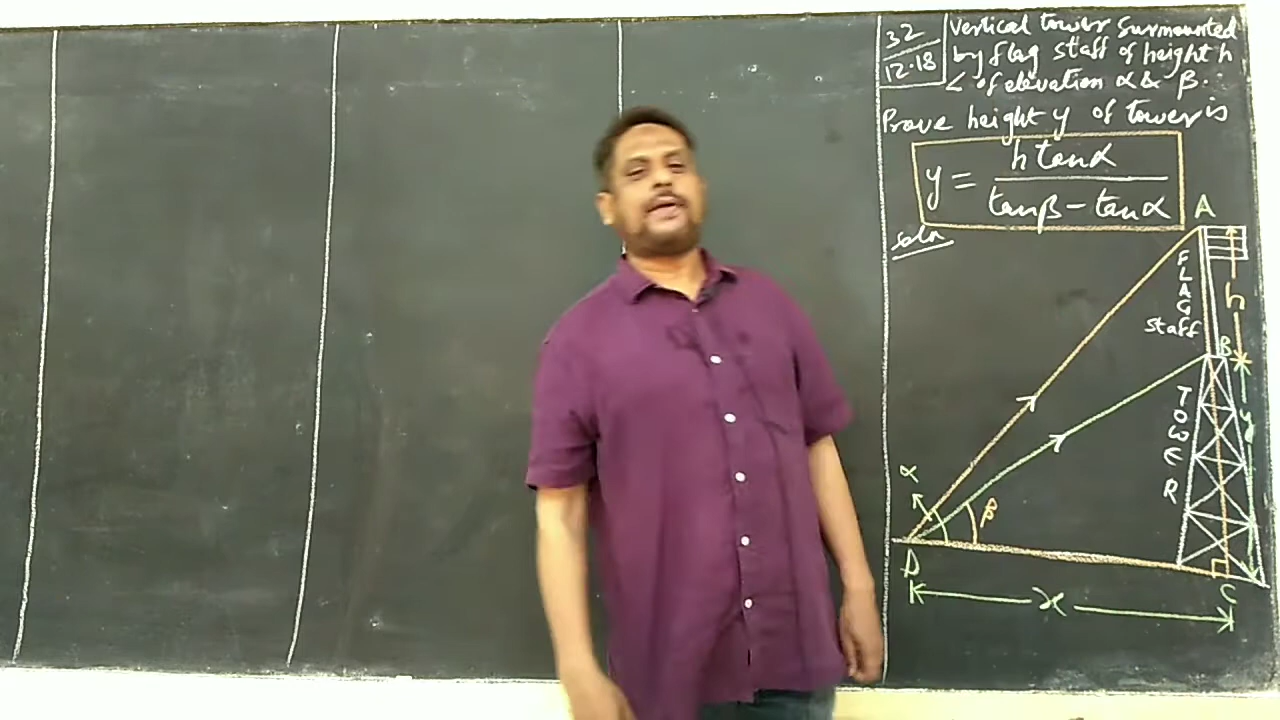 32
12.18
Vertical tower surmounted
by flag staff of height h
∠ of elevation α & β.
Prove height y of tower is
y = h tanα / tanβ - tanα
soln
A
FLAG
staff
h
B
TOWER
y
α
β
D
C
x